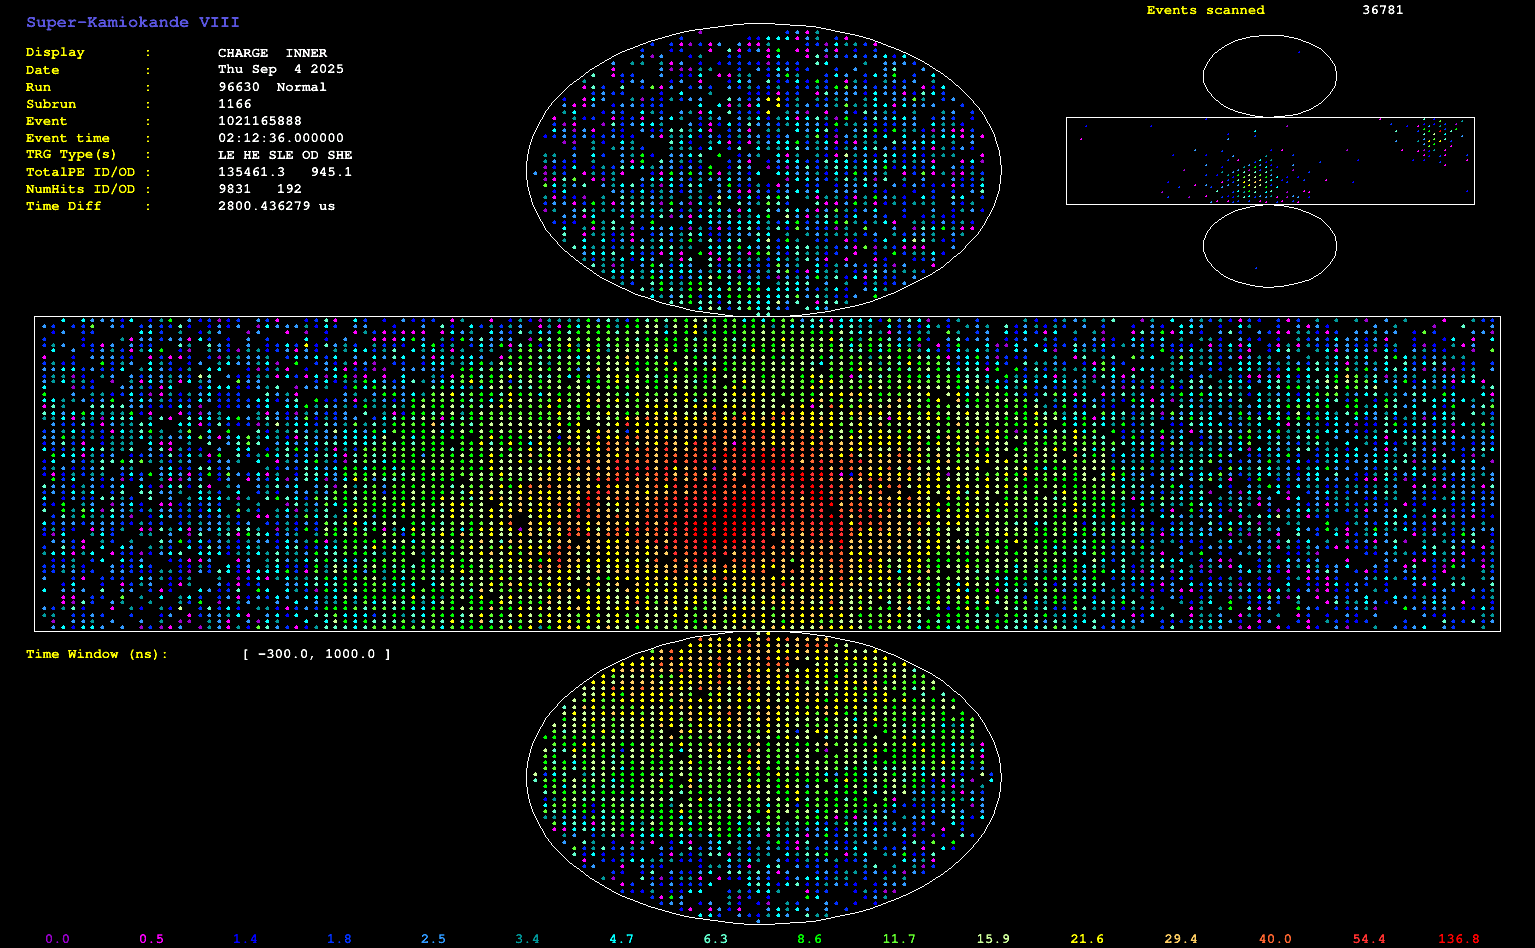 Super-Kamiokande VIII
Display : CHARGE INNER
Date : Thu Sep 4 2025
Run : 96630 Normal
Subrun : 1166
Event : 1021165888
Event time : 02:12:36.000000
TRG Type(s) : LE HE SLE OD SHE
TotalPE ID/OD : 135461.3 945.1
NumHits ID/OD : 9831 192
Time Diff : 2800.436279 us
Events scanned 36781
Time Window (ns): [ -300.0, 1000.0 ]
0.0 0.5 1.4 1.8 2.5 3.4 4.7 6.3 8.6 11.7 15.9 21.6 29.4 40.0 54.4 136.8